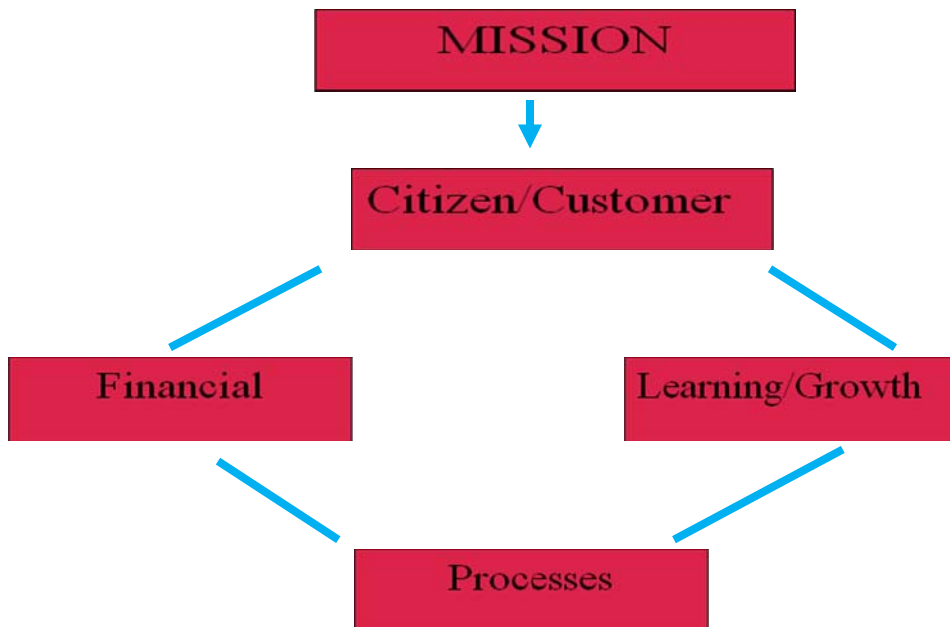 MISSION
Citizen/Customer
Financial
Learning/Growth
Processes